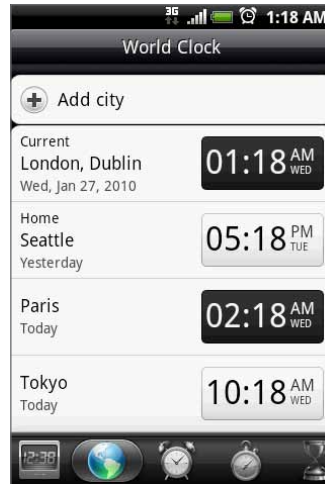 3G 1:18 AM
World Clock
Add city
Current
London, Dublin
Wed, Jan 27, 2010
01:18 AM WED
Home
Seattle
Yesterday
05:18 PM TUE
Paris
Today
02:18 AM WED
Tokyo
Today
10:18 AM WED
12:38